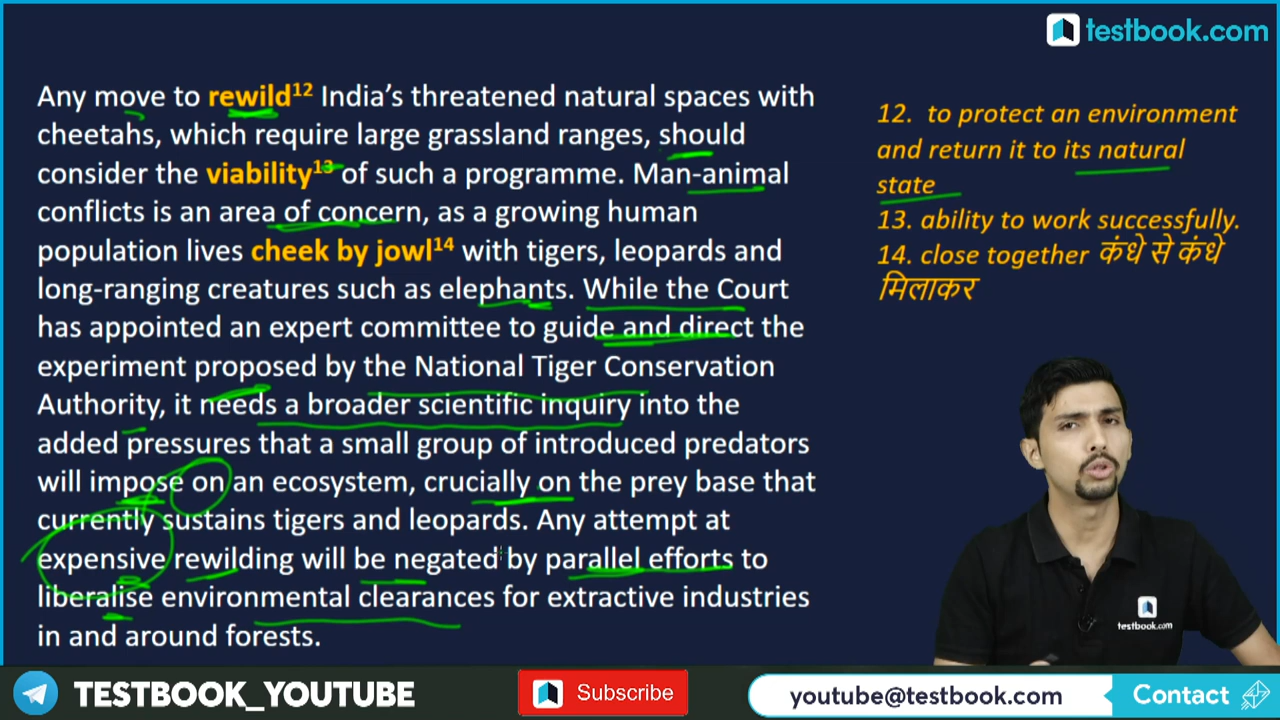 testbook.com
Any move to rewild¹² India's threatened natural spaces with
cheetahs, which require large grassland ranges, should
consider the viability¹³ of such a programme. Man-animal
conflicts is an area of concern, as a growing human
population lives cheek by jowl¹⁴ with tigers, leopards and
long-ranging creatures such as elephants. While the Court
has appointed an expert committee to guide and direct the
experiment proposed by the National Tiger Conservation
Authority, it needs a broader scientific inquiry into the
added pressures that a small group of introduced predators
will impose on an ecosystem, crucially on the prey base that
currently sustains tigers and leopards. Any attempt at
expensive rewilding will be negated by parallel efforts to
liberalise environmental clearances for extractive industries
in and around forests.
12. to protect an environment
and return it to its natural
state
13. ability to work successfully.
14. close together कंधे से कंधे
मिलाकर
testbook.com
TESTBOOK_YOUTUBE
Subscribe
youtube@testbook.com
Contact